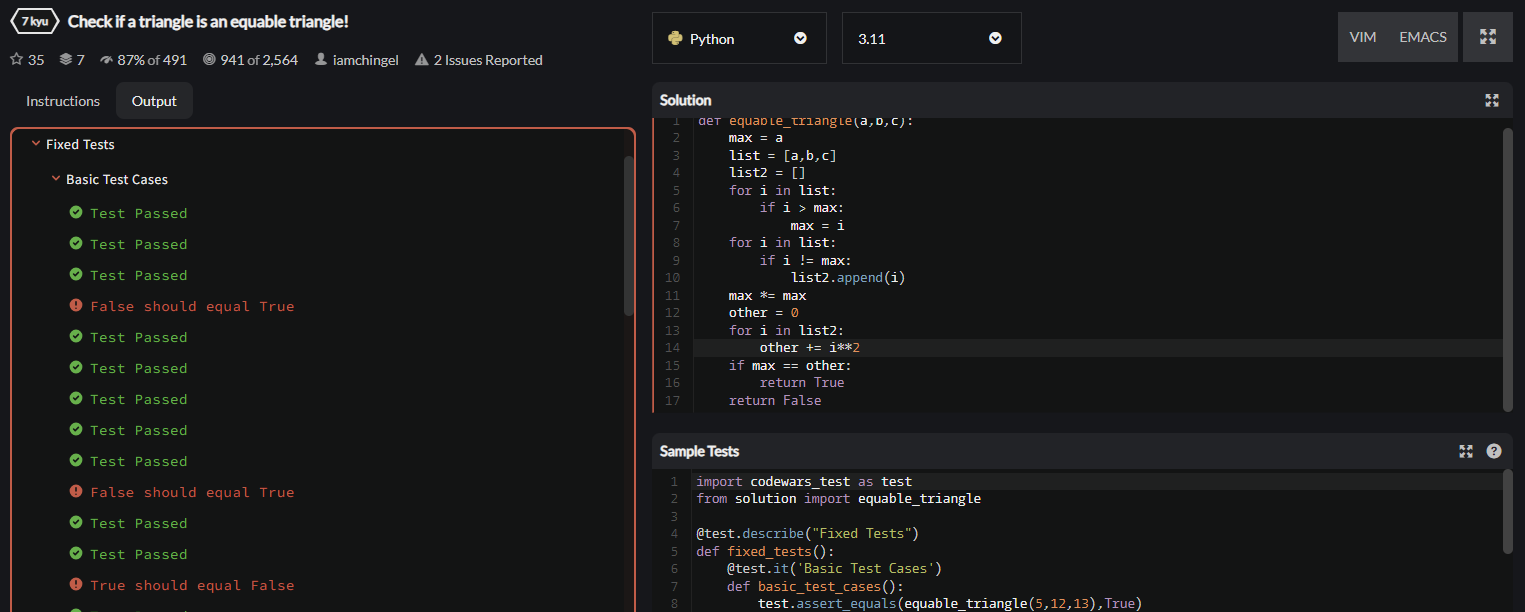 7 kyu Check if a triangle is an equable triangle!
35 7 87% of 491 941 of 2,564 iamchingel 2 Issues Reported
Instructions Output
Fixed Tests
Basic Test Cases
Test Passed
Test Passed
Test Passed
False should equal True
Test Passed
Test Passed
Test Passed
Test Passed
Test Passed
False should equal True
Test Passed
Test Passed
True should equal False
Python 3.11 VIM EMACS
Solution
1 def equable_triangle(a,b,c):
2     max = a
3     list = [a,b,c]
4     list2 = []
5     for i in list:
6         if i > max:
7             max = i
8     for i in list:
9         if i != max:
10             list2.append(i)
11     max *= max
12     other = 0
13     for i in list2:
14         other += i**2
15     if max == other:
16         return True
17     return False
Sample Tests
1 import codewars_test as test
2 from solution import equable_triangle
3
4 @test.describe("Fixed Tests")
5 def fixed_tests():
6     @test.it('Basic Test Cases')
7     def basic_test_cases():
8         test.assert_equals(equable_triangle(5,12,13),True)